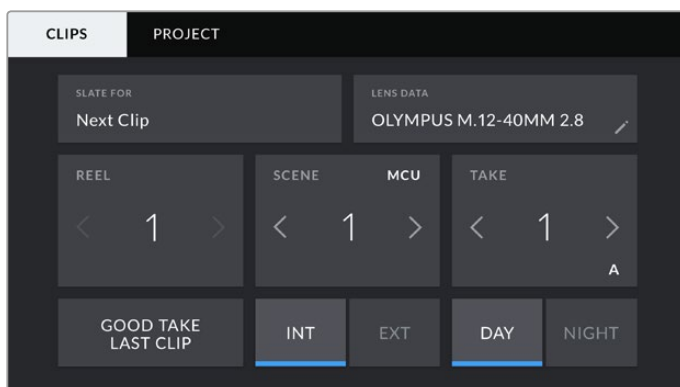 CLIPS PROJECT
SLATE FOR
Next Clip
LENS DATA
OLYMPUS M.12-40MM 2.8
REEL
1
SCENE MCU
1
TAKE
1
A
GOOD TAKE
LAST CLIP
INT EXT
DAY NIGHT